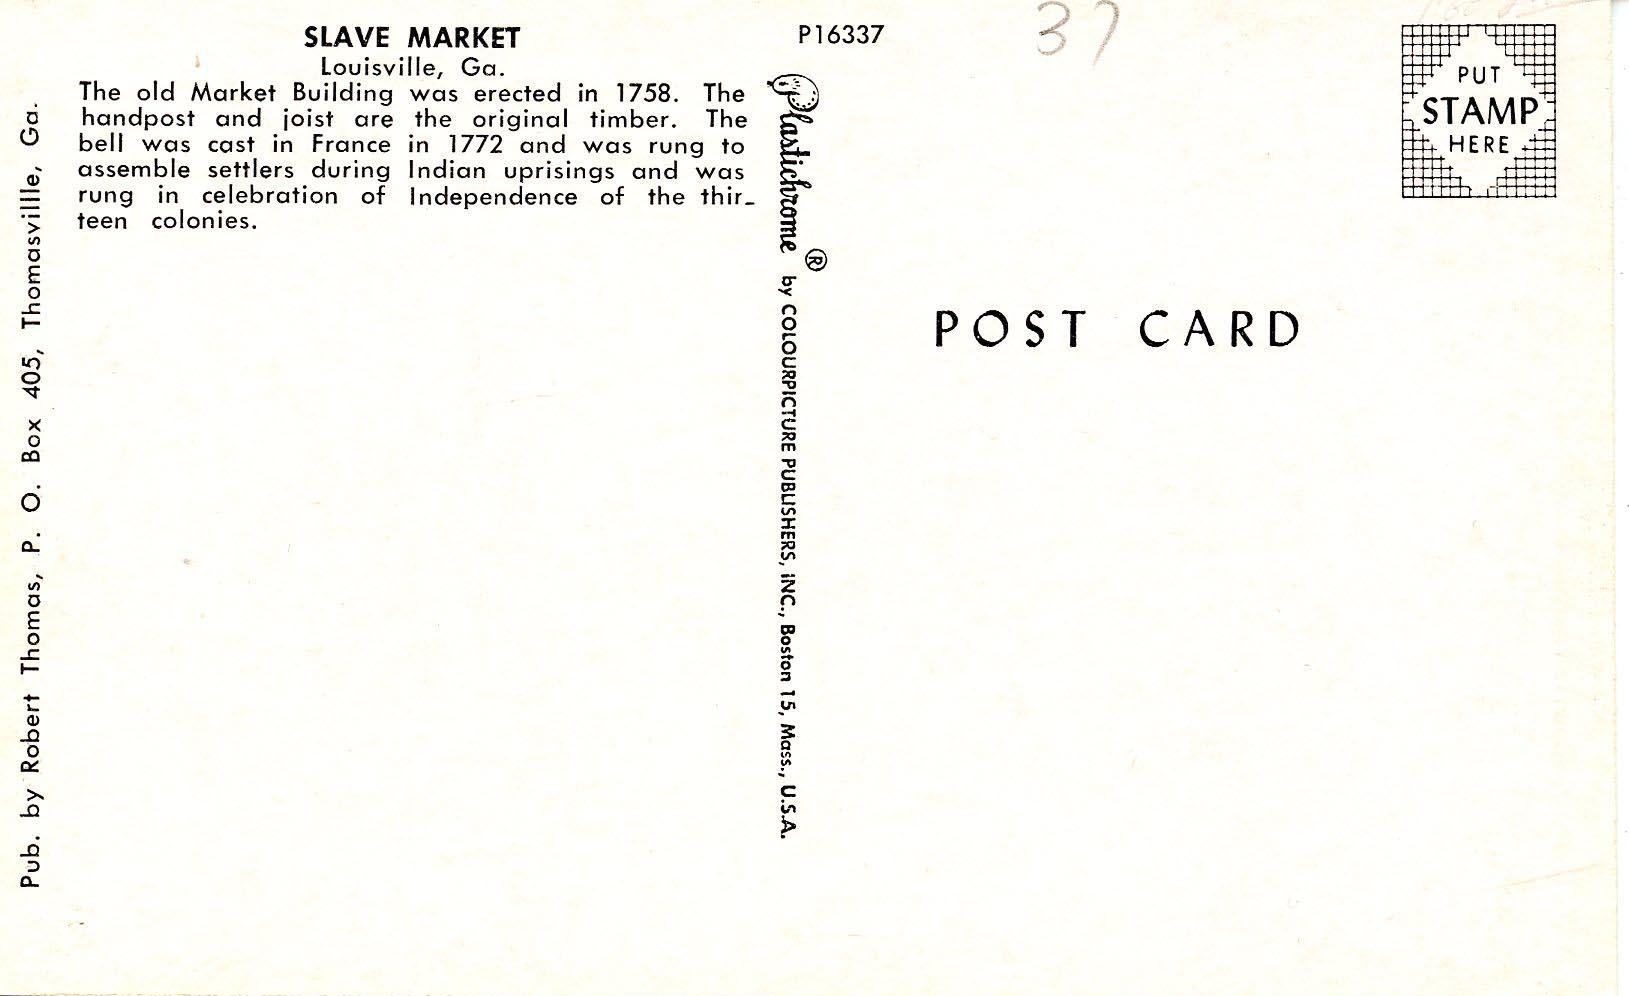 SLAVE MARKET
Louisville, Ga.
The old Market Building was erected in 1758. The
handpost and joist are the original timber. The
bell was cast in France in 1772 and was rung to
assemble settlers during Indian uprisings and was
rung in celebration of Independence of the thir-
teen colonies.
Pub. by Robert Thomas, P. O. Box 405, Thomasvillle, Ga.
P16337
Plastichrome ® by COLOURPICTURE PUBLISHERS, INC., Boston 15, Mass., U.S.A.
37
PUT
STAMP
HERE
POST CARD